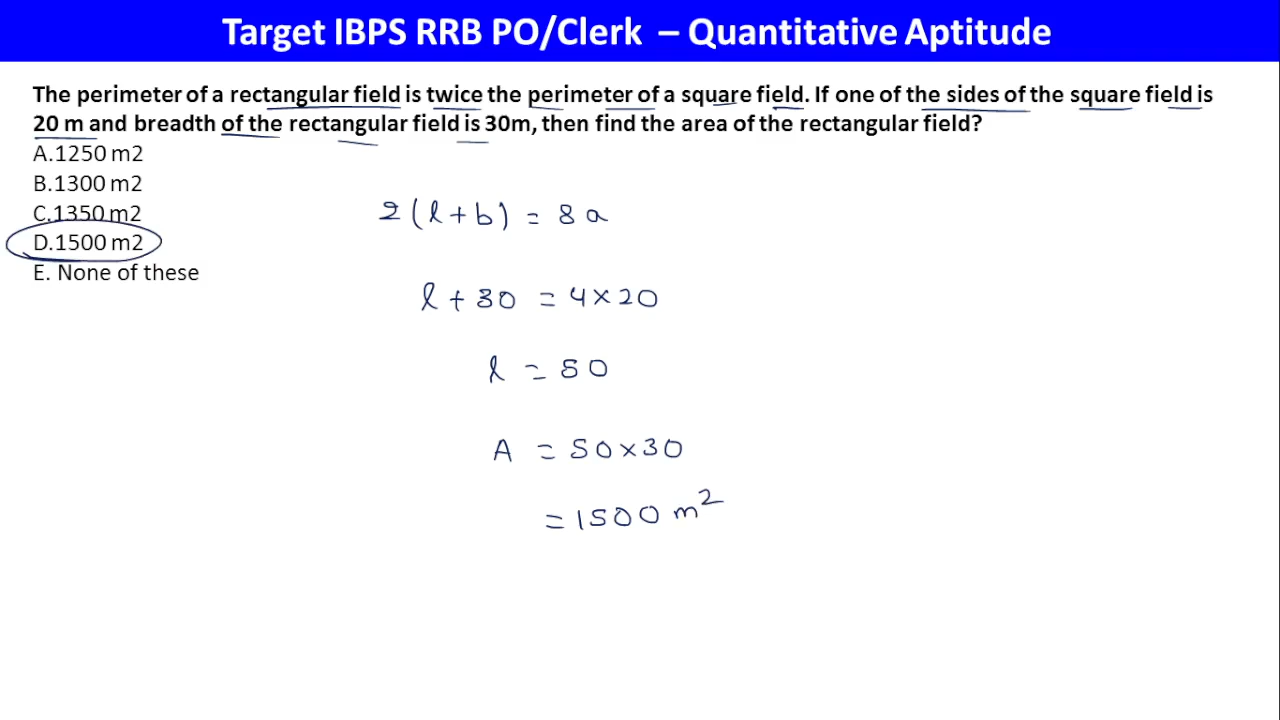 Target IBPS RRB PO/Clerk – Quantitative Aptitude
The perimeter of a rectangular field is twice the perimeter of a square field. If one of the sides of the square field is
20 m and breadth of the rectangular field is 30m, then find the area of the rectangular field?
A.1250 m2
B.1300 m2
C.1350 m2
D.1500 m2
E. None of these
2(l+b) = 8a
l + 30 = 4×20
l = 50
A = 50×30
= 1500 m²